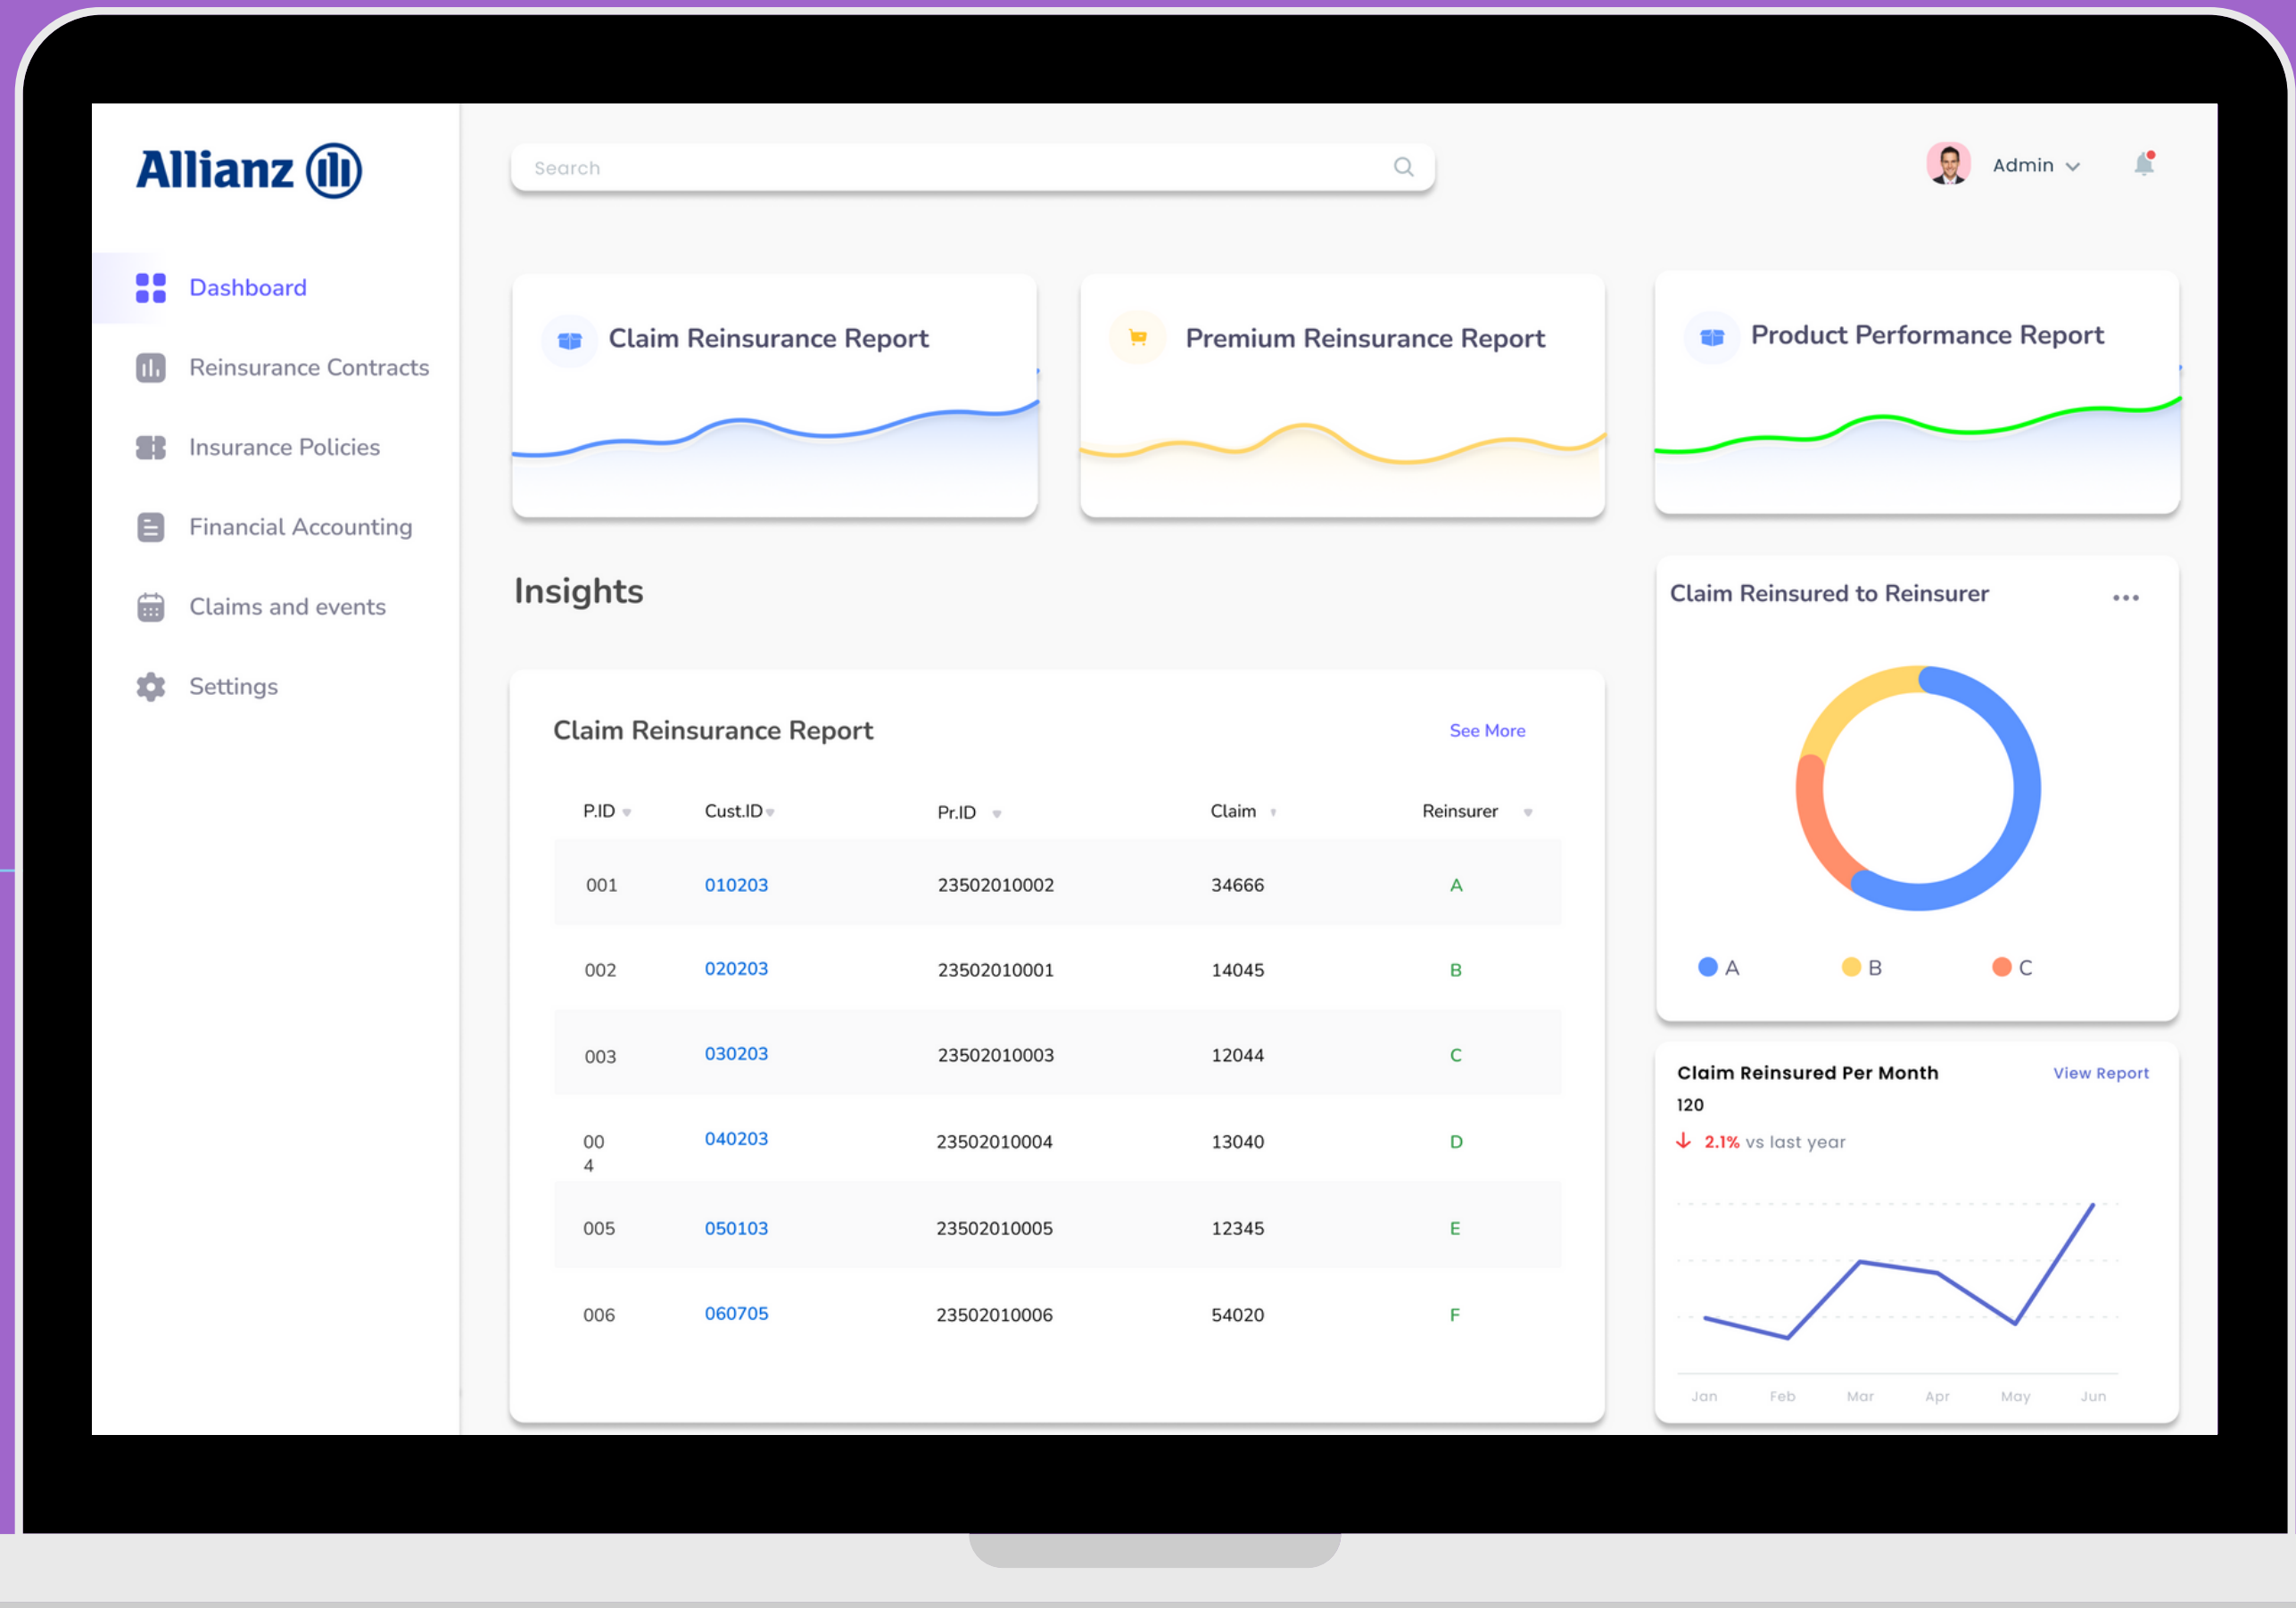 Allianz
Search
Admin
Dashboard
Reinsurance Contracts
Insurance Policies
Financial Accounting
Claims and events
Settings
Claim Reinsurance Report
Premium Reinsurance Report
Product Performance Report
Insights
Claim Reinsurance Report See More
P.ID Cust.ID Pr.ID Claim Reinsurer
001 010203 23502010002 34666 A
002 020203 23502010001 14045 B
003 030203 23502010003 12044 C
00 040203 23502010004 13040 D
4
005 050103 23502010005 12345 E
006 060705 23502010006 54020 F
Claim Reinsured to Reinsurer
A B C
Claim Reinsured Per Month View Report
120
2.1% vs last year
Jan Feb Mar Apr May Jun